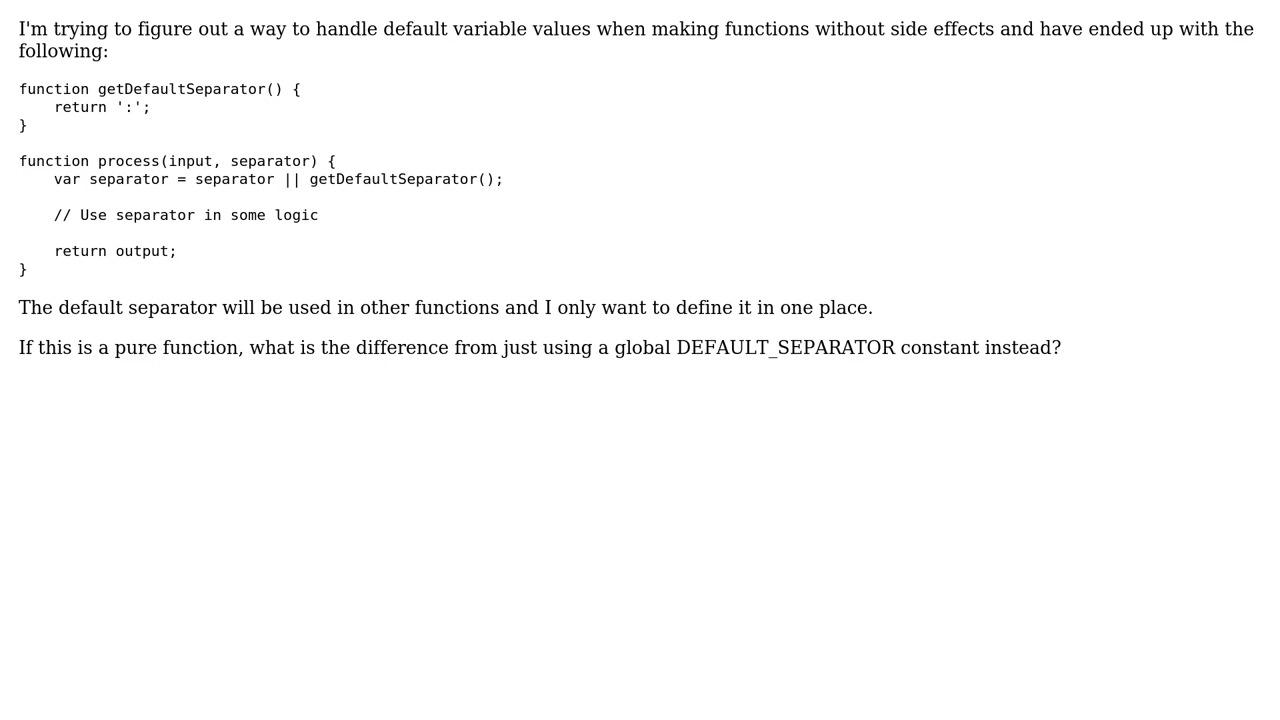 I'm trying to figure out a way to handle default variable values when making functions without side effects and have ended up with the
following:
function getDefaultSeparator() {
    return ':';
}
function process(input, separator) {
    var separator = separator || getDefaultSeparator();
    // Use separator in some logic
    return output;
}
The default separator will be used in other functions and I only want to define it in one place.
If this is a pure function, what is the difference from just using a global DEFAULT_SEPARATOR constant instead?